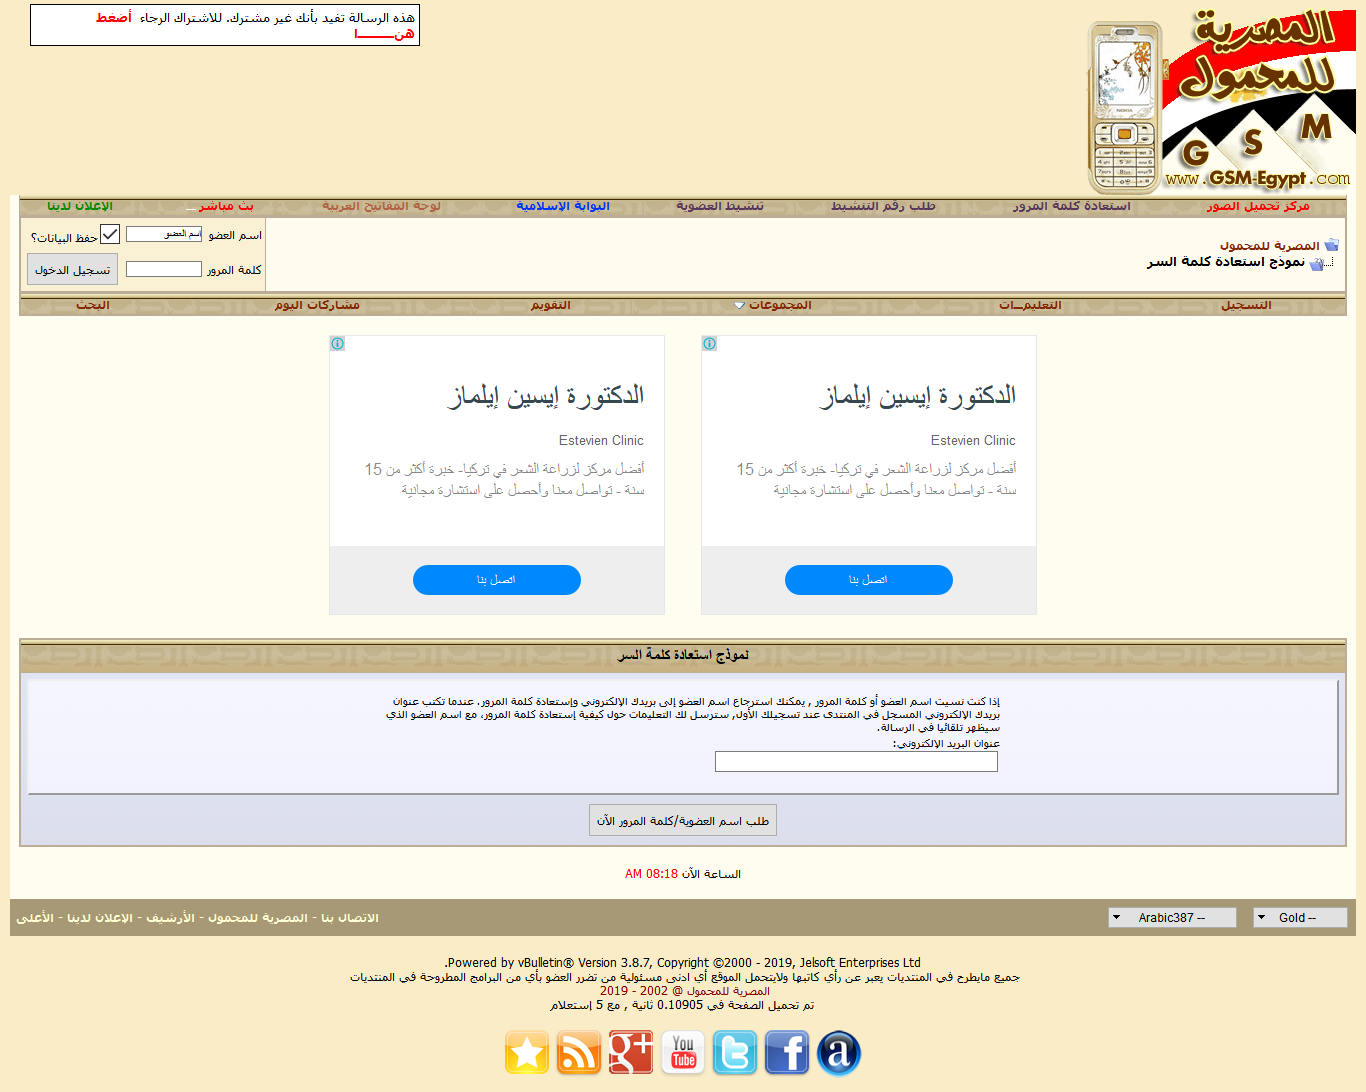 هذه الرسالة تفيد بأنك غير مشترك. للاشتراك الرجاء أضغط
هنـــــــــا
المصرية
للمحمول
NOKIA
GSM
www.GSM-Egypt.com
مركز تحميل الصور
استعادة كلمة المرور
طلب رقم التنشيط
تنشيط العضوية
البوابة الإسلامية
لوحة المفاتيح العربية
بث مباشر __
الإعلان لدينا
المصرية للمحمول
نموذج استعادة كلمة السر
اسم العضو
اسم العضو
حفظ البيانات؟
كلمة المرور
تسجيل الدخول
التسجيل
التعليمــات
المجموعات
التقويم
مشاركات اليوم
البحث
الدكتورة إيسين إيلماز
Estevien Clinic
أفضل مركز لزراعة الشعر في تركيا- خبرة أكثر من 15
سنة - تواصل معنا وأحصل على استشارة مجانية
اتصل بنا
الدكتورة إيسين إيلماز
Estevien Clinic
أفضل مركز لزراعة الشعر في تركيا- خبرة أكثر من 15
سنة - تواصل معنا وأحصل على استشارة مجانية
اتصل بنا
نموذج استعادة كلمة السر
إذا كنت نسيت اسم العضو أو كلمة المرور , يمكنك استرجاع اسم العضو إلى بريدك الإلكتروني وإستعادة كلمة المرور. عندما تكتب عنوان
بريدك الإلكتروني المسجل في المنتدى عند تسجيلك الأول, سترسل لك التعليمات حول كيفية إستعادة كلمة المرور، مع اسم العضو الذي
سيظهر تلقائيا في الرسالة.
عنوان البريد الإلكتروني:
طلب اسم العضوية/كلمة المرور الآن
الساعة الآن 08:18 AM
-- Gold
-- Arabic387
الاتصال بنا - المصرية للمحمول - الأرشيف - الإعلان لدينا - الأعلى
Powered by vBulletin® Version 3.8.7, Copyright ©2000 - 2019, Jelsoft Enterprises Ltd.
جميع مايطرح في المنتديات يعبر عن رأي كاتبها ولايتحمل الموقع أي ادنى مسئولية من تضرر العضو بأي من البرامج المطروحة في المنتديات
المصرية للمحمول @ 2002 - 2019
تم تحميل الصفحة في 0.10905 ثانية , مع 5 إستعلام
a
f
t
You Tube
g+